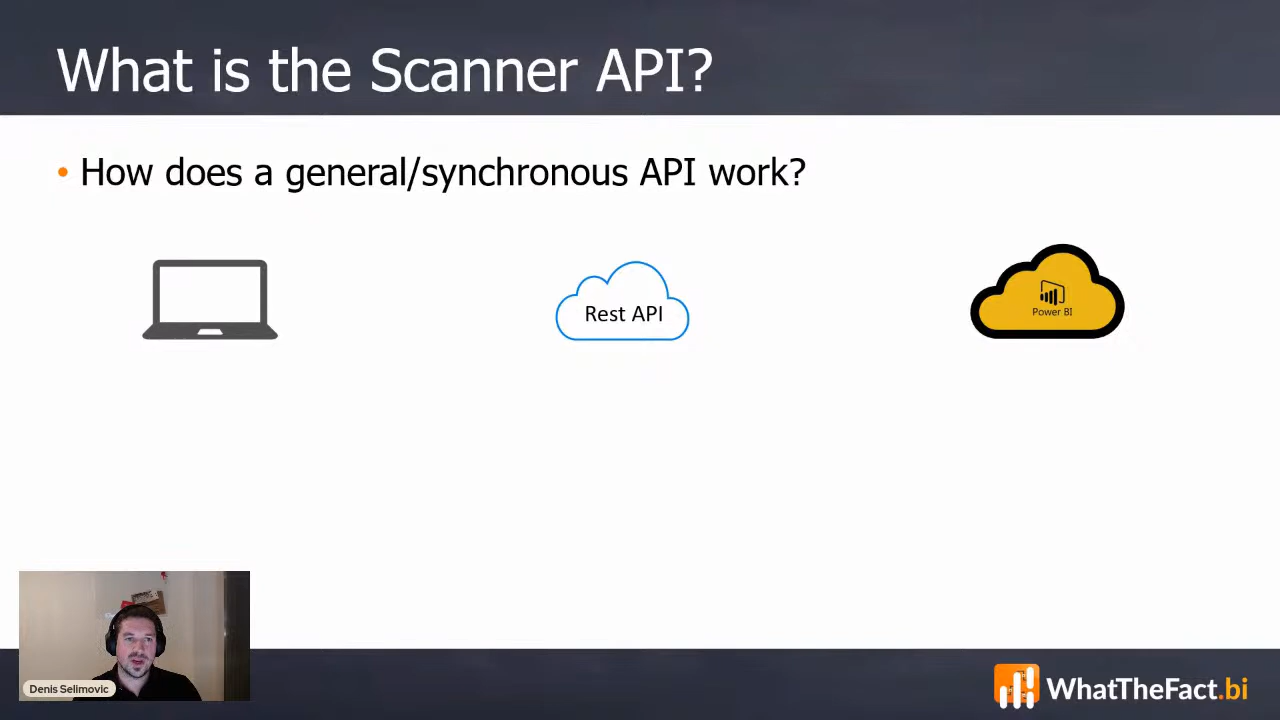 What is the Scanner API?
• How does a general/synchronous API work?
Rest API
Power BI
Denis Selimovic
WhatTheFact.bi